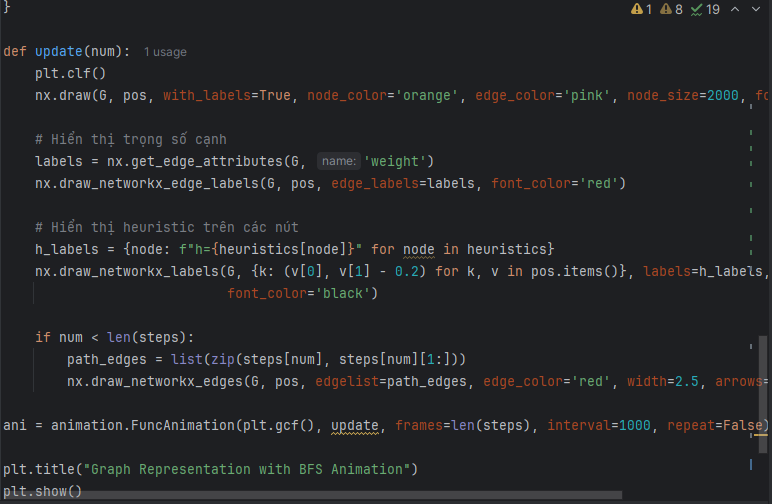 }
1 8 19
def update(num): 1 usage
plt.clf()
nx.draw(G, pos, with_labels=True, node_color='orange', edge_color='pink', node_size=2000, fo
# Hiển thị trọng số cạnh
labels = nx.get_edge_attributes(G, name: 'weight')
nx.draw_networkx_edge_labels(G, pos, edge_labels=labels, font_color='red')
# Hiển thị heuristic trên các nút
h_labels = {node: f"h={heuristics[node]}" for node in heuristics}
nx.draw_networkx_labels(G, {k: (v[0], v[1] - 0.2) for k, v in pos.items()}, labels=h_labels,
font_color='black')
if num < len(steps):
path_edges = list(zip(steps[num], steps[num][1:]))
nx.draw_networkx_edges(G, pos, edgelist=path_edges, edge_color='red', width=2.5, arrows=
ani = animation.FuncAnimation(plt.gcf(), update, frames=len(steps), interval=1000, repeat=False)
plt.title("Graph Representation with BFS Animation")
plt.show()